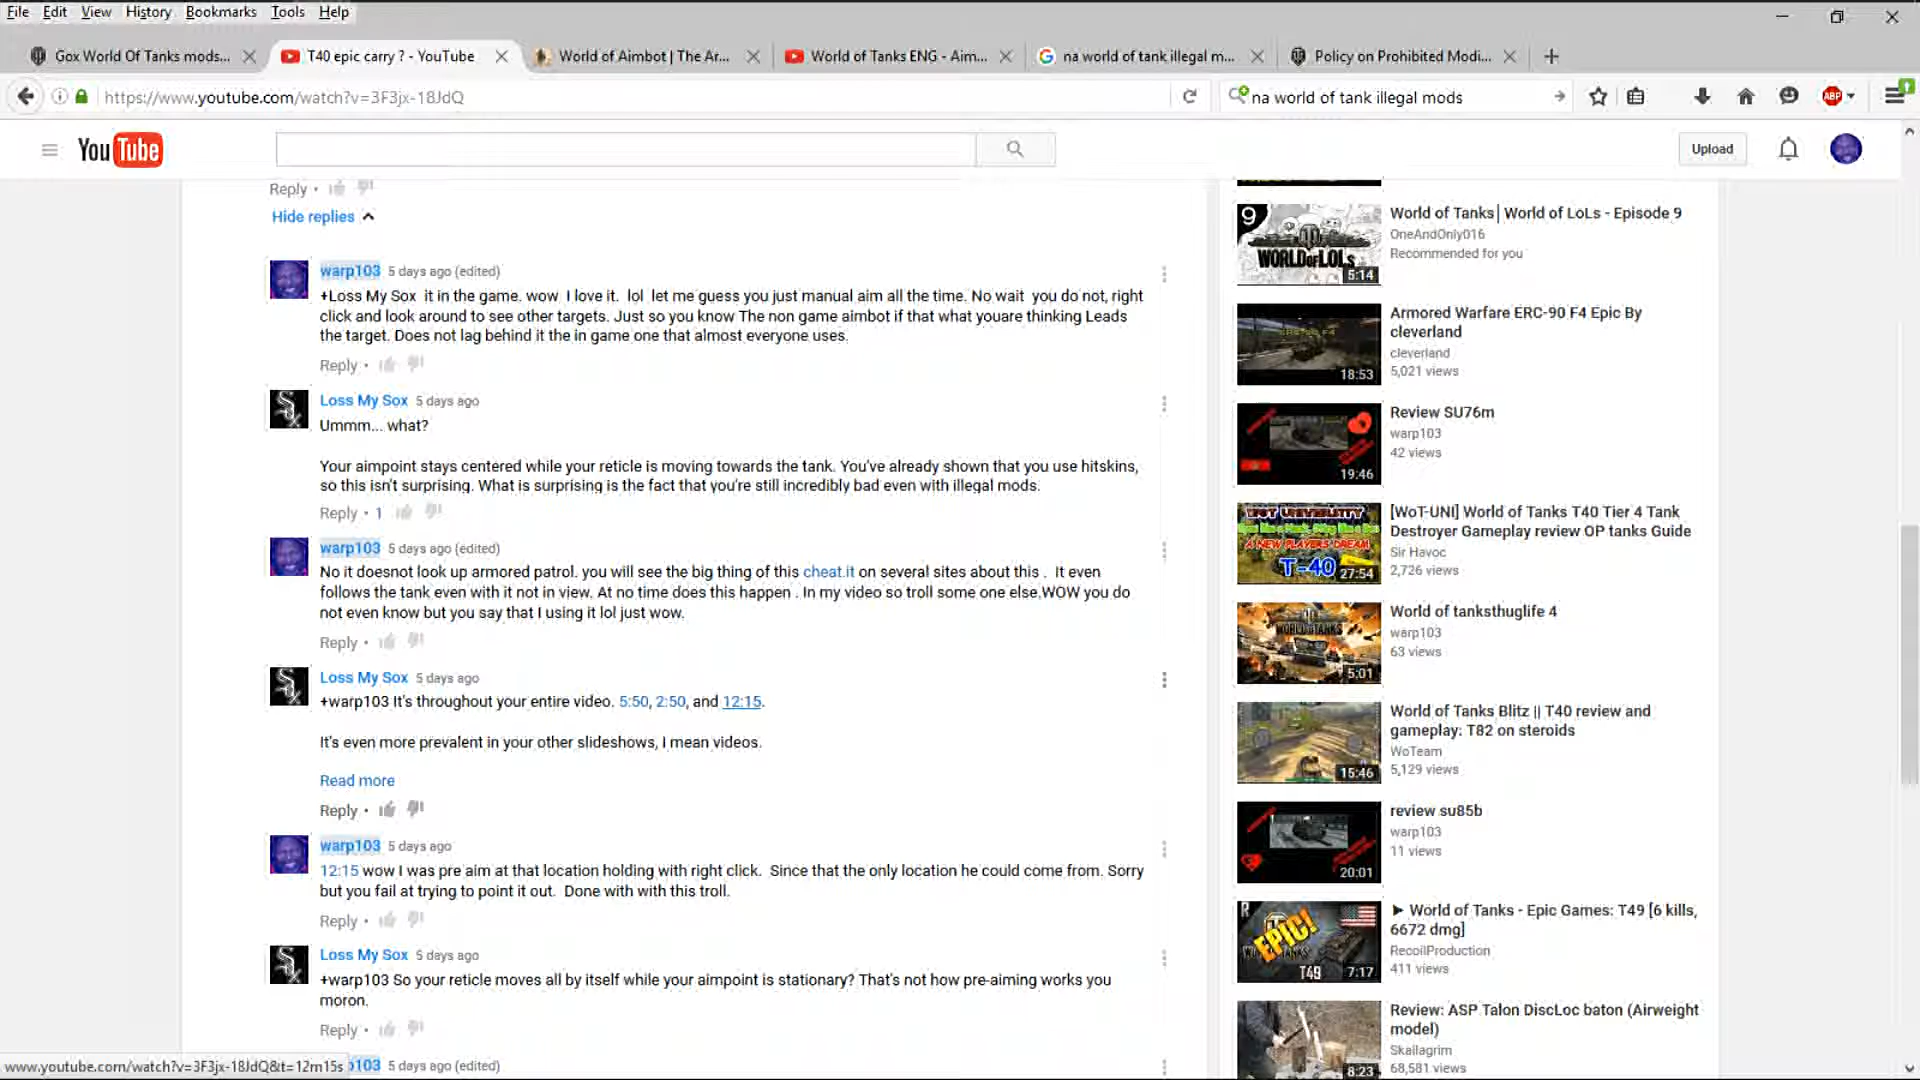 File Edit View History Bookmarks Tools Help
Gox World Of Tanks mods...
T40 epic carry ? - YouTube
World of Aimbot | The Ar...
World of Tanks ENG - Aim...
na world of tank illegal m...
Policy on Prohibited Modi...
https://www.youtube.com/watch?v=3F3jx-18JdQ
na world of tank illegal mods
ABP
YouTube
Upload
Reply •
Hide replies
warp103 5 days ago (edited)
+Loss My Sox it in the game. wow I love it. lol let me guess you just manual aim all the time. No wait you do not, right
click and look around to see other targets. Just so you know The non game aimbot if that what youare thinking Leads
the target. Does not lag behind it the in game one that almost everyone uses.
Reply •
Loss My Sox 5 days ago
Ummm... what?
Your aimpoint stays centered while your reticle is moving towards the tank. You've already shown that you use hitskins,
so this isn't surprising. What is surprising is the fact that you're still incredibly bad even with illegal mods.
Reply • 1
warp103 5 days ago (edited)
No it doesnot look up armored patrol. you will see the big thing of this cheat.it on several sites about this . It even
follows the tank even with it not in view. At no time does this happen . In my video so troll some one else,WOW you do
not even know but you say that I using it lol just wow.
Reply •
Loss My Sox 5 days ago
+warp103 It's throughout your entire video. 5:50, 2:50, and 12:15.
It's even more prevalent in your other slideshows, I mean videos.
Read more
Reply •
warp103 5 days ago
12:15 wow I was pre aim at that location holding with right click. Since that the only location he could come from. Sorry
but you fail at trying to point it out. Done with with this troll.
Reply •
Loss My Sox 5 days ago
+warp103 So your reticle moves all by itself while your aimpoint is stationary? That's not how pre-aiming works you
moron.
Reply •
p103 5 days ago (edited)
www.youtube.com/watch?v=3F3jx-18JdQ&t=12m15s
9
WORLD OF LOLs
5:14
World of Tanks│World of LoLs - Episode 9
OneAndOnly016
Recommended for you
ERC-90 F4
18:53
Armored Warfare ERC-90 F4 Epic By
cleverland
cleverland
5,021 views
19:46
Review SU76m
warp103
42 views
WOT UNIVERSITY
A NEW PLAYERS DREAM
T-40
27:54
[WoT-UNI] World of Tanks T40 Tier 4 Tank
Destroyer Gameplay review OP tanks Guide
Sir Havoc
2,726 views
WORLD OF TANKS
5:01
World of tanksthuglife 4
warp103
63 views
15:46
World of Tanks Blitz || T40 review and
gameplay: T82 on steroids
WoTeam
5,129 views
20:01
review su85b
warp103
11 views
R
EPIC!
T49
7:17
► World of Tanks - Epic Games: T49 [6 kills,
6672 dmg]
RecoilProduction
411 views
8:23
Review: ASP Talon DiscLoc baton (Airweight
model)
Skallagrim
68,581 views